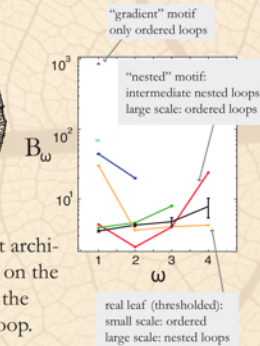 "gradient" motif
only ordered loops
10³
"nested" motif:
intermediate nested loops
large scale: ordered loops
10²
Bω
10¹
1 2 3 4
ω
t archi-
on the
the
oop.
real leaf (thresholded):
small scale: ordered
large scale: nested loops